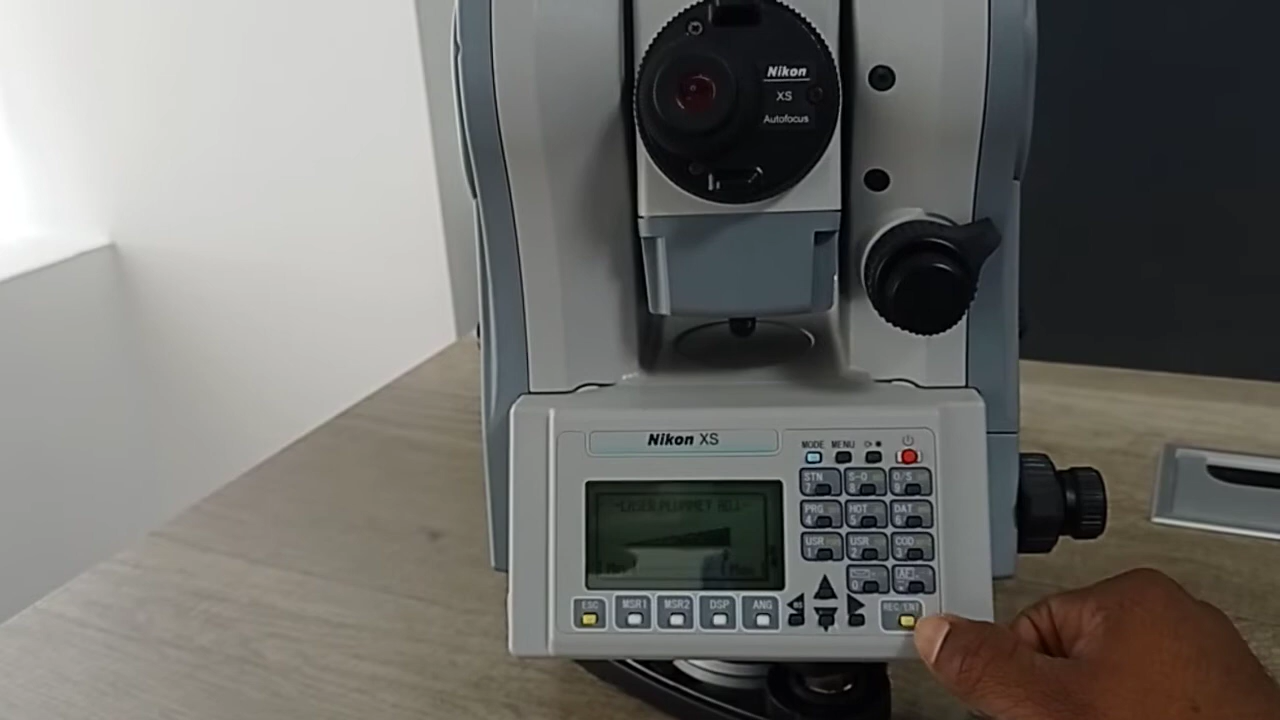 Nikon
XS
Autofocus
Nikon XS
MODE MENU
STN S-O O/S
7 8 9
PRG HOT DAT
4 5 6
USR USR COD
1 2 3
0
ESC MSR1 MSR2 DSP ANG REC/ENT